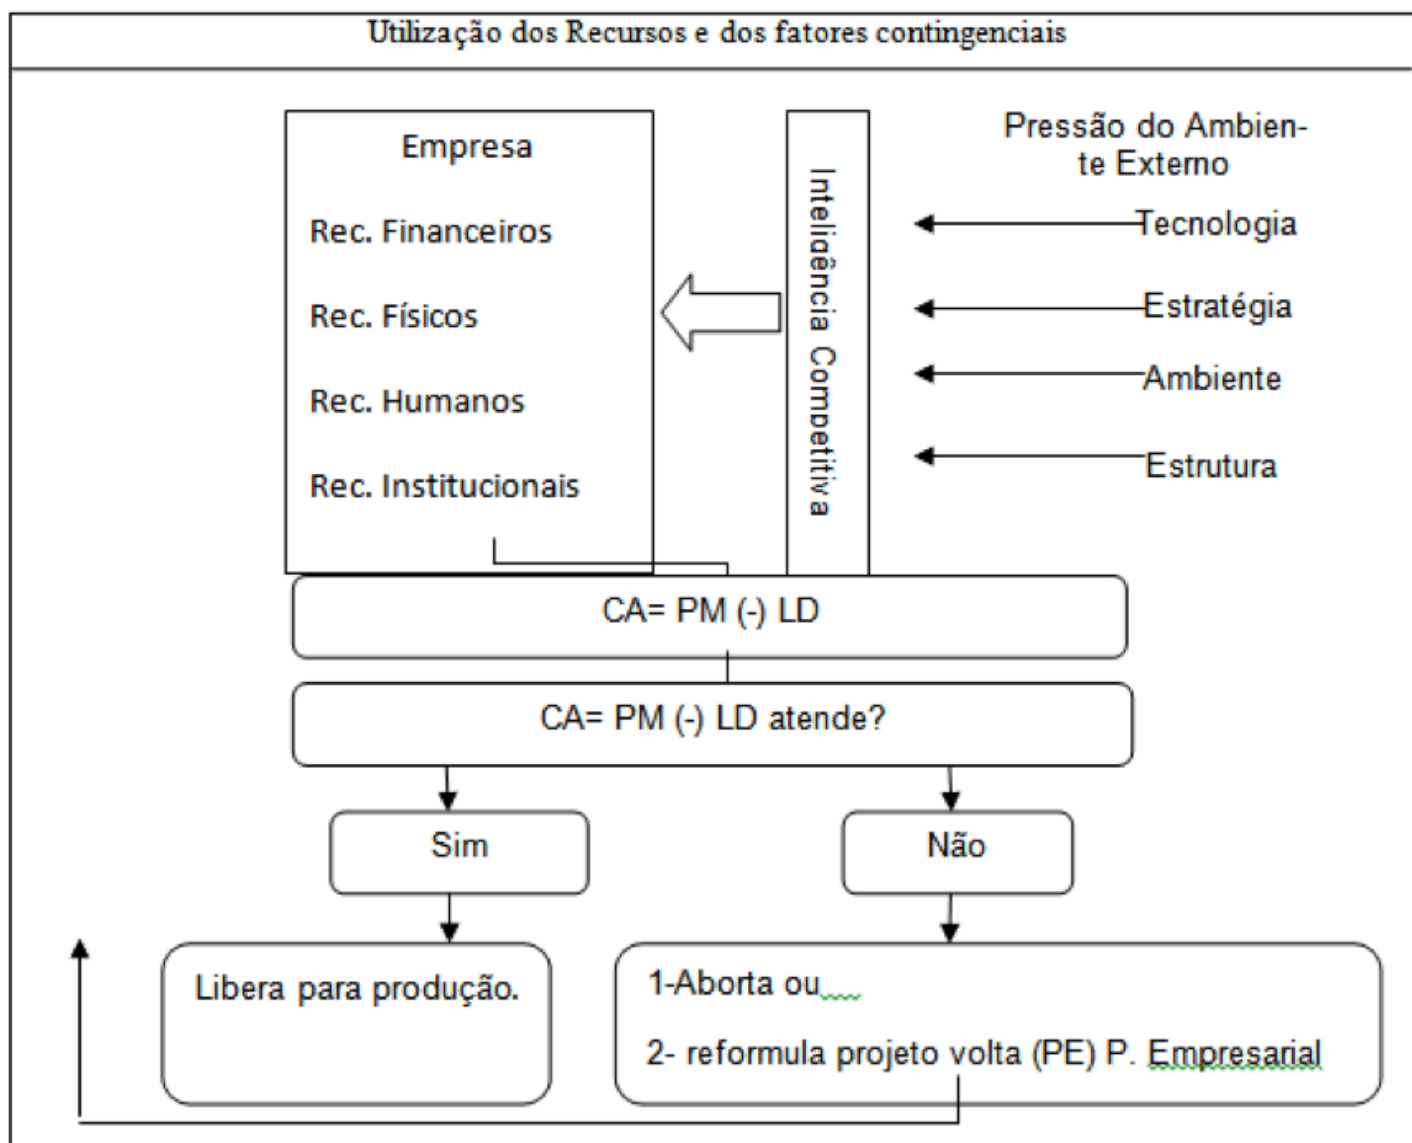 Utilização dos Recursos e dos fatores contingenciais
Empresa
Rec. Financeiros
Rec. Físicos
Rec. Humanos
Rec. Institucionais
Inteligência Competitiva
Pressão do Ambien-
te Externo
Tecnologia
Estratégia
Ambiente
Estrutura
CA= PM (-) LD
CA= PM (-) LD atende?
Sim
Não
Libera para produção.
1-Aborta ou
2- reformula projeto volta (PE) P. Empresarial